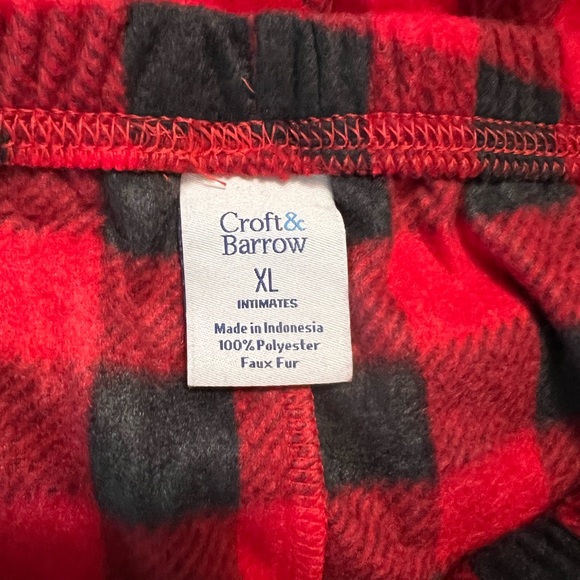 Croft&
Barrow
XL
INTIMATES
Made in Indonesia
100% Polyester
Faux Fur